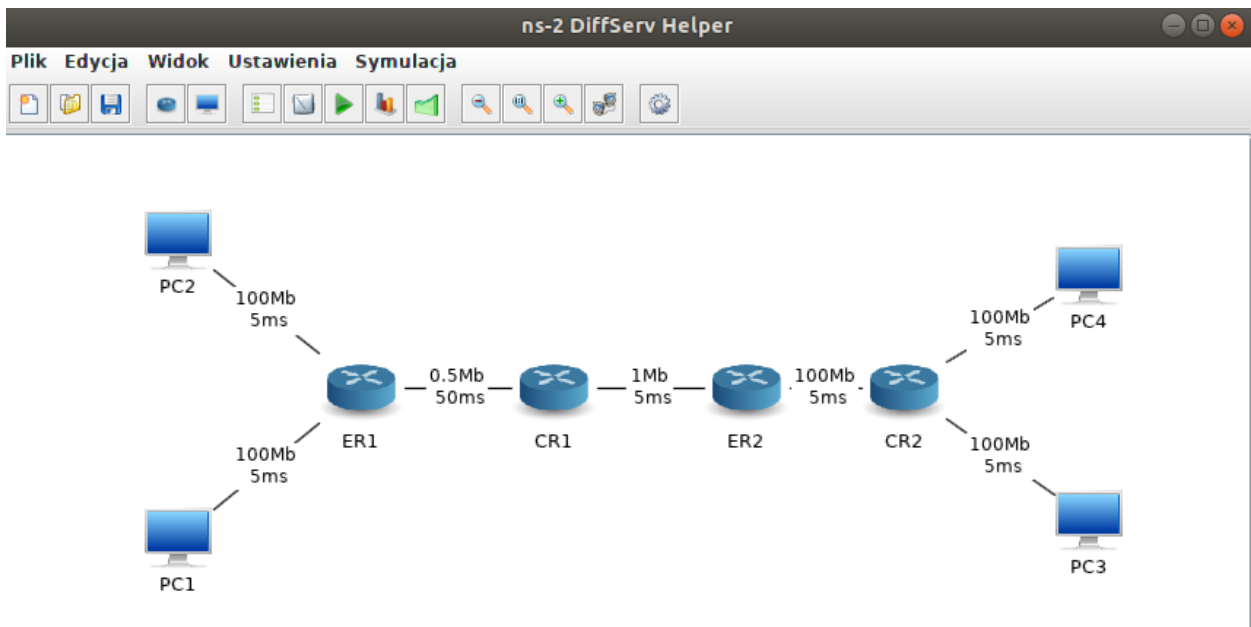 ns-2 DiffServ Helper
Plik Edycja Widok Ustawienia Symulacja
PC2
100Mb
5ms
100Mb
5ms
PC4
0.5Mb
50ms
1Mb
5ms
100Mb
5ms
ER1
CR1
ER2
CR2
100Mb
5ms
100Mb
5ms
PC1
PC3